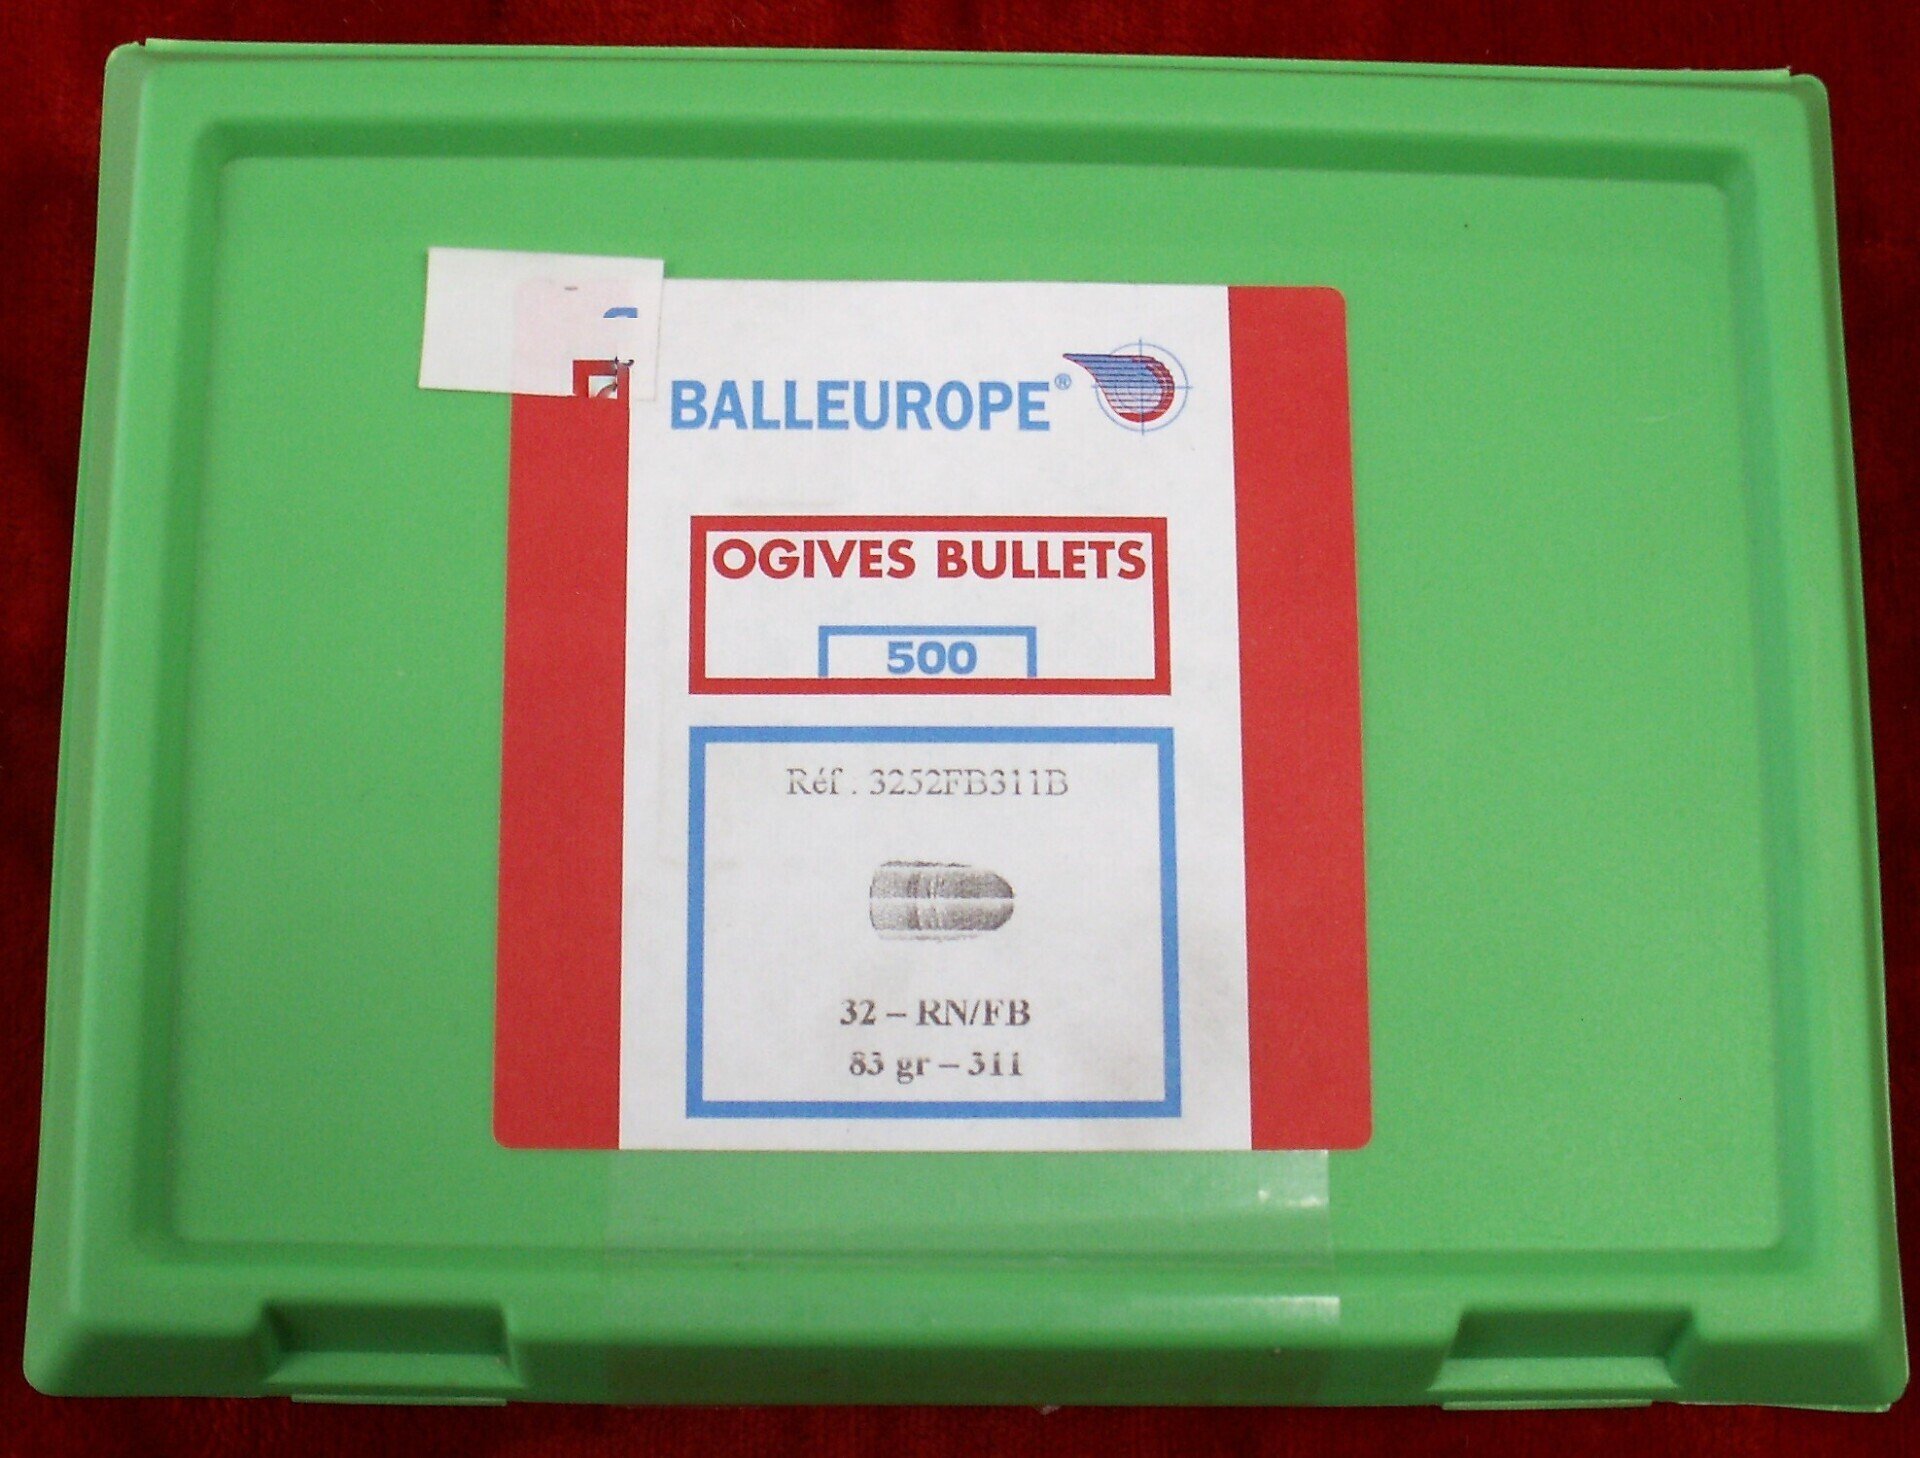 BALLEUROPE®
OGIVES BULLETS
500
Réf : 3252FB311B
32 – RN/FB
83 gr – 311